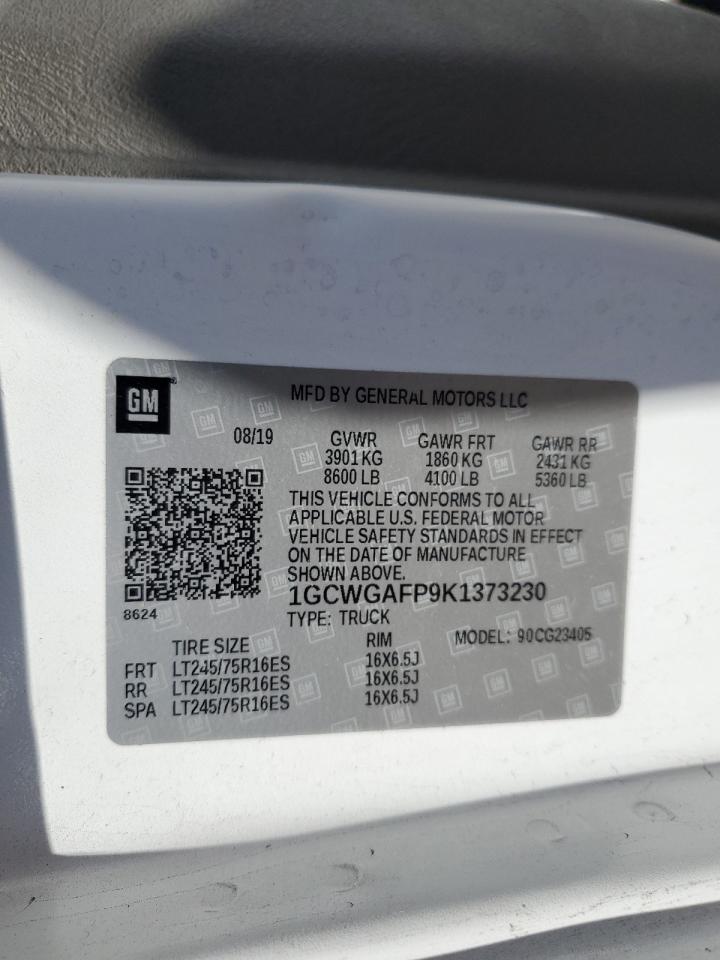 GM
MFD BY GENERAL MOTORS LLC
08/19 GVWR GAWR FRT GAWR RR
3901 KG 1860 KG 2431 KG
8600 LB 4100 LB 5360 LB
THIS VEHICLE CONFORMS TO ALL
APPLICABLE U.S. FEDERAL MOTOR
VEHICLE SAFETY STANDARDS IN EFFECT
ON THE DATE OF MANUFACTURE
SHOWN ABOVE.
1GCWGAFP9K1373230
8624
TYPE: TRUCK MODEL: 90CG23405
TIRE SIZE RIM
FRT LT245/75R16ES 16X6.5J
RR LT245/75R16ES 16X6.5J
SPA LT245/75R16ES 16X6.5J